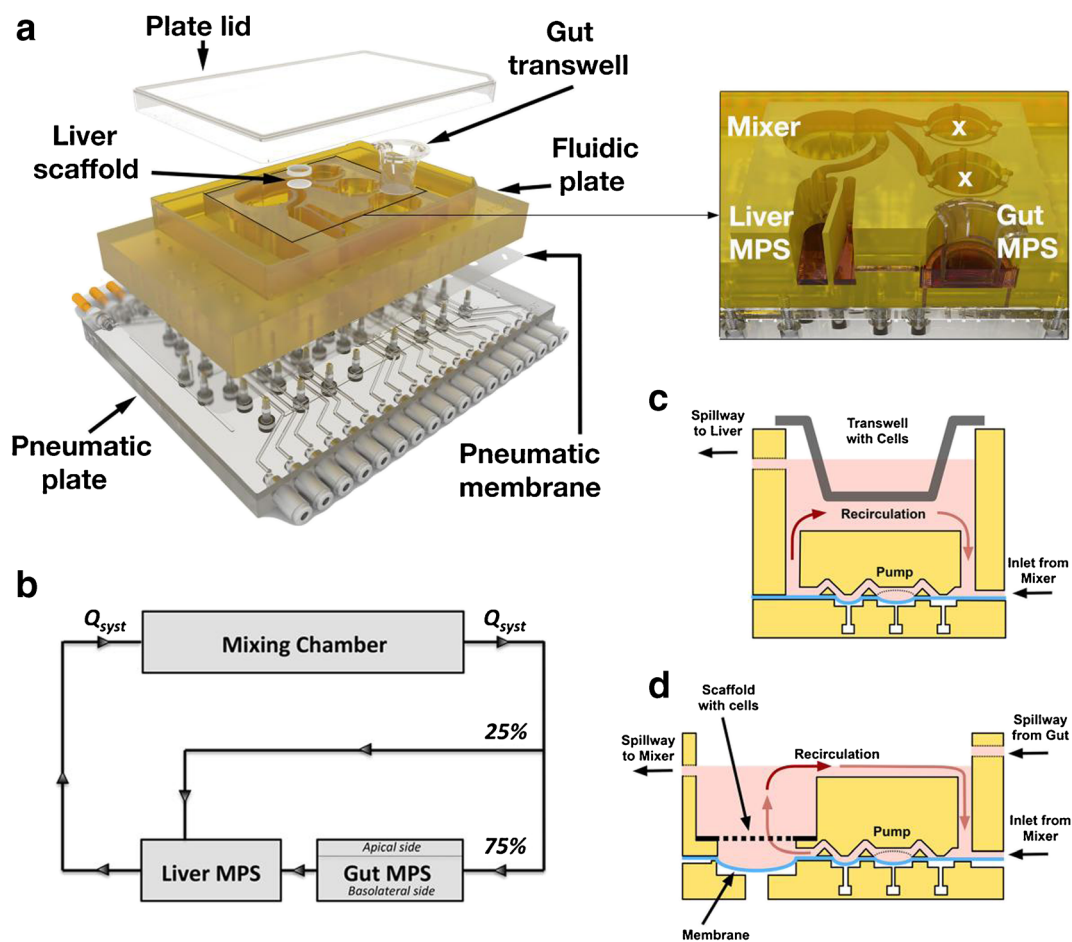 a
Plate lid
Gut
transwell
Liver
scaffold
Fluidic
plate
Pneumatic
plate
Pneumatic
membrane
Mixer
x
x
Liver
MPS
Gut
MPS
b
Qsyst
Mixing Chamber
Qsyst
25%
75%
Liver MPS
Apical side
Gut MPS
Basolateral side
c
Spillway
to Liver
Transwell
with Cells
Recirculation
Pump
Inlet from
Mixer
d
Scaffold
with cells
Spillway
to Mixer
Recirculation
Spillway
from Gut
Pump
Inlet from
Mixer
Membrane